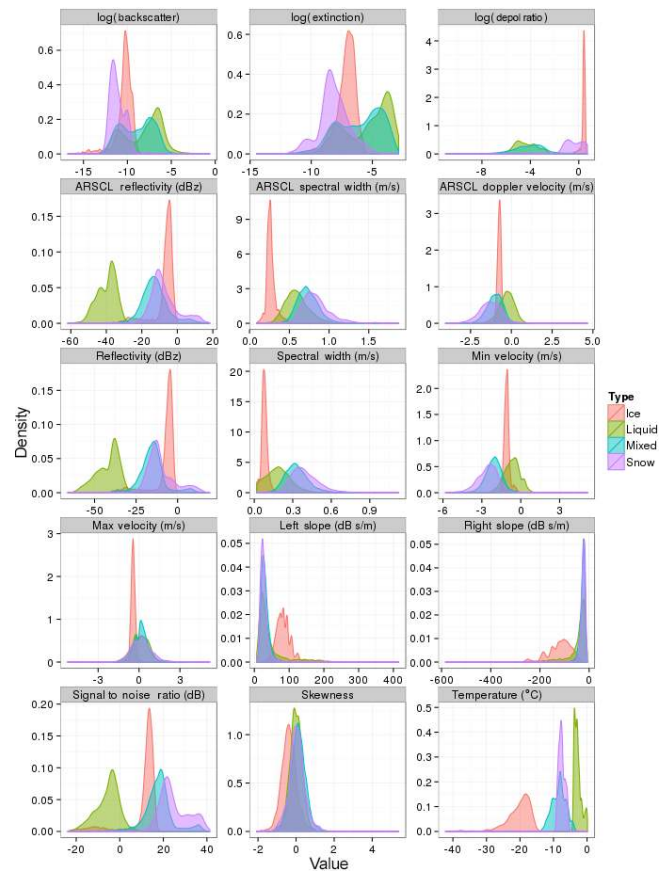 log(backscatter) log(extinction) log(depol ratio)
0.6
0.4
0.2
0.0
-15 -10 -5 0
0.6
0.4
0.2
0.0
-15 -10 -5
4
3
2
1
0
-8 -4 0
ARSCL reflectivity (dBz) ARSCL spectral width (m/s) ARSCL doppler velocity (m/s)
0.15
0.10
0.05
0.00
-60 -40 -20 0 20
9
6
3
0
0.0 0.5 1.0 1.5
3
2
1
0
-2.5 0.0 2.5 5.0
Reflectivity (dBz) Spectral width (m/s) Min velocity (m/s)
0.15
0.10
0.05
0.00
-50 -25 0
20
15
10
5
0
0.0 0.3 0.6 0.9
2.0
1.5
1.0
0.5
0.0
-6 -3 0 3
Max velocity (m/s) Left slope (dB s/m) Right slope (dB s/m)
3
2
1
0
-3 0 3
0.05
0.04
0.03
0.02
0.01
0.00
0 100 200 300 400
0.05
0.04
0.03
0.02
0.01
0.00
-600 -400 -200 0
Signal to noise ratio (dB) Skewness Temperature (°C)
0.20
0.15
0.10
0.05
0.00
-20 0 20 40
1.0
0.5
0.0
-2 0 2 4
0.5
0.4
0.3
0.2
0.1
0.0
-40 -30 -20 -10 0
Density
Value
Type
Ice
Liquid
Mixed
Snow